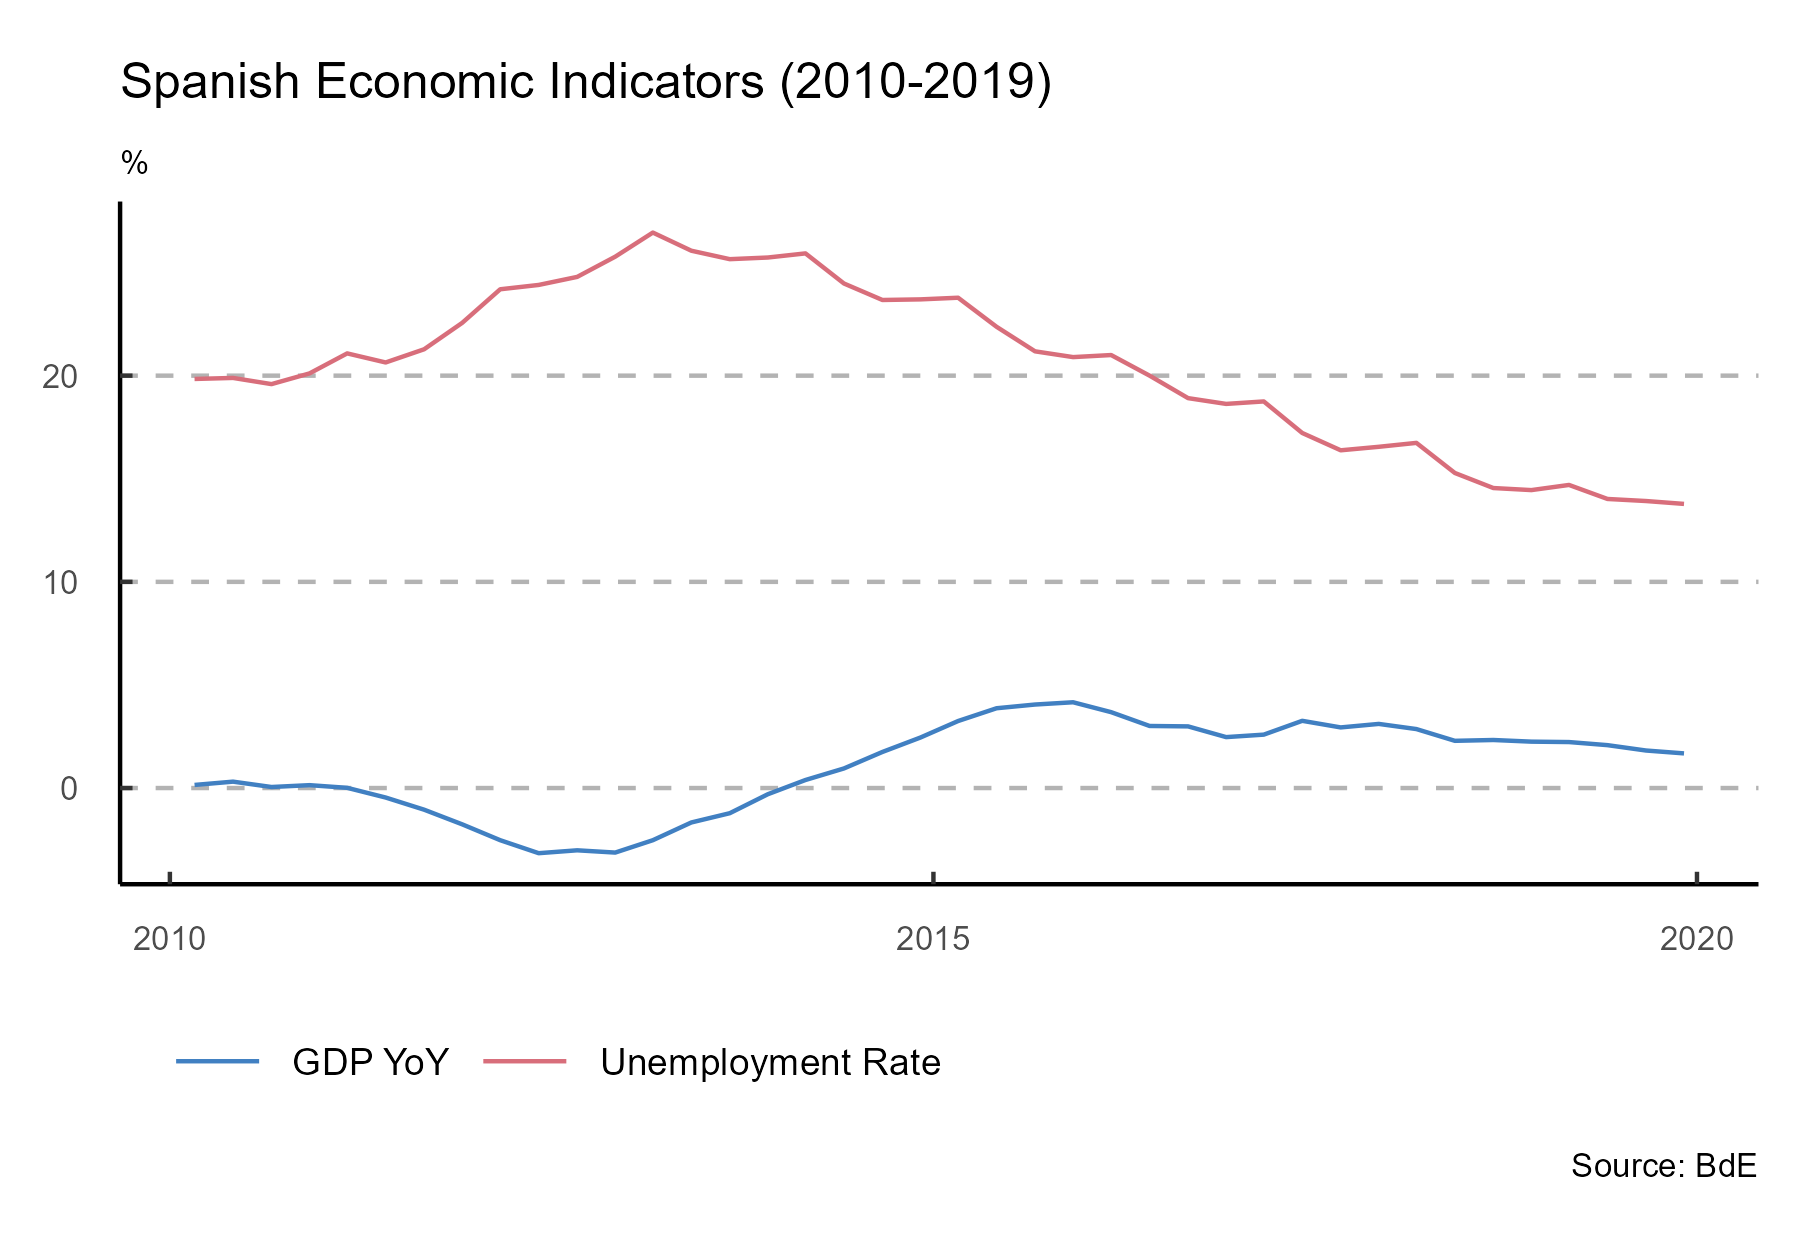 Spanish Economic Indicators (2010-2019)
%
20
10
0
2010 2015 2020
GDP YoY Unemployment Rate
Source: BdE